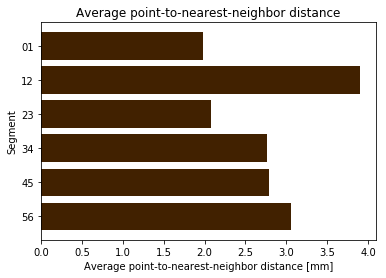 Average point-to-nearest-neighbor distance
Segment
01
12
23
34
45
56
0.0 0.5 1.0 1.5 2.0 2.5 3.0 3.5 4.0
Average point-to-nearest-neighbor distance [mm]